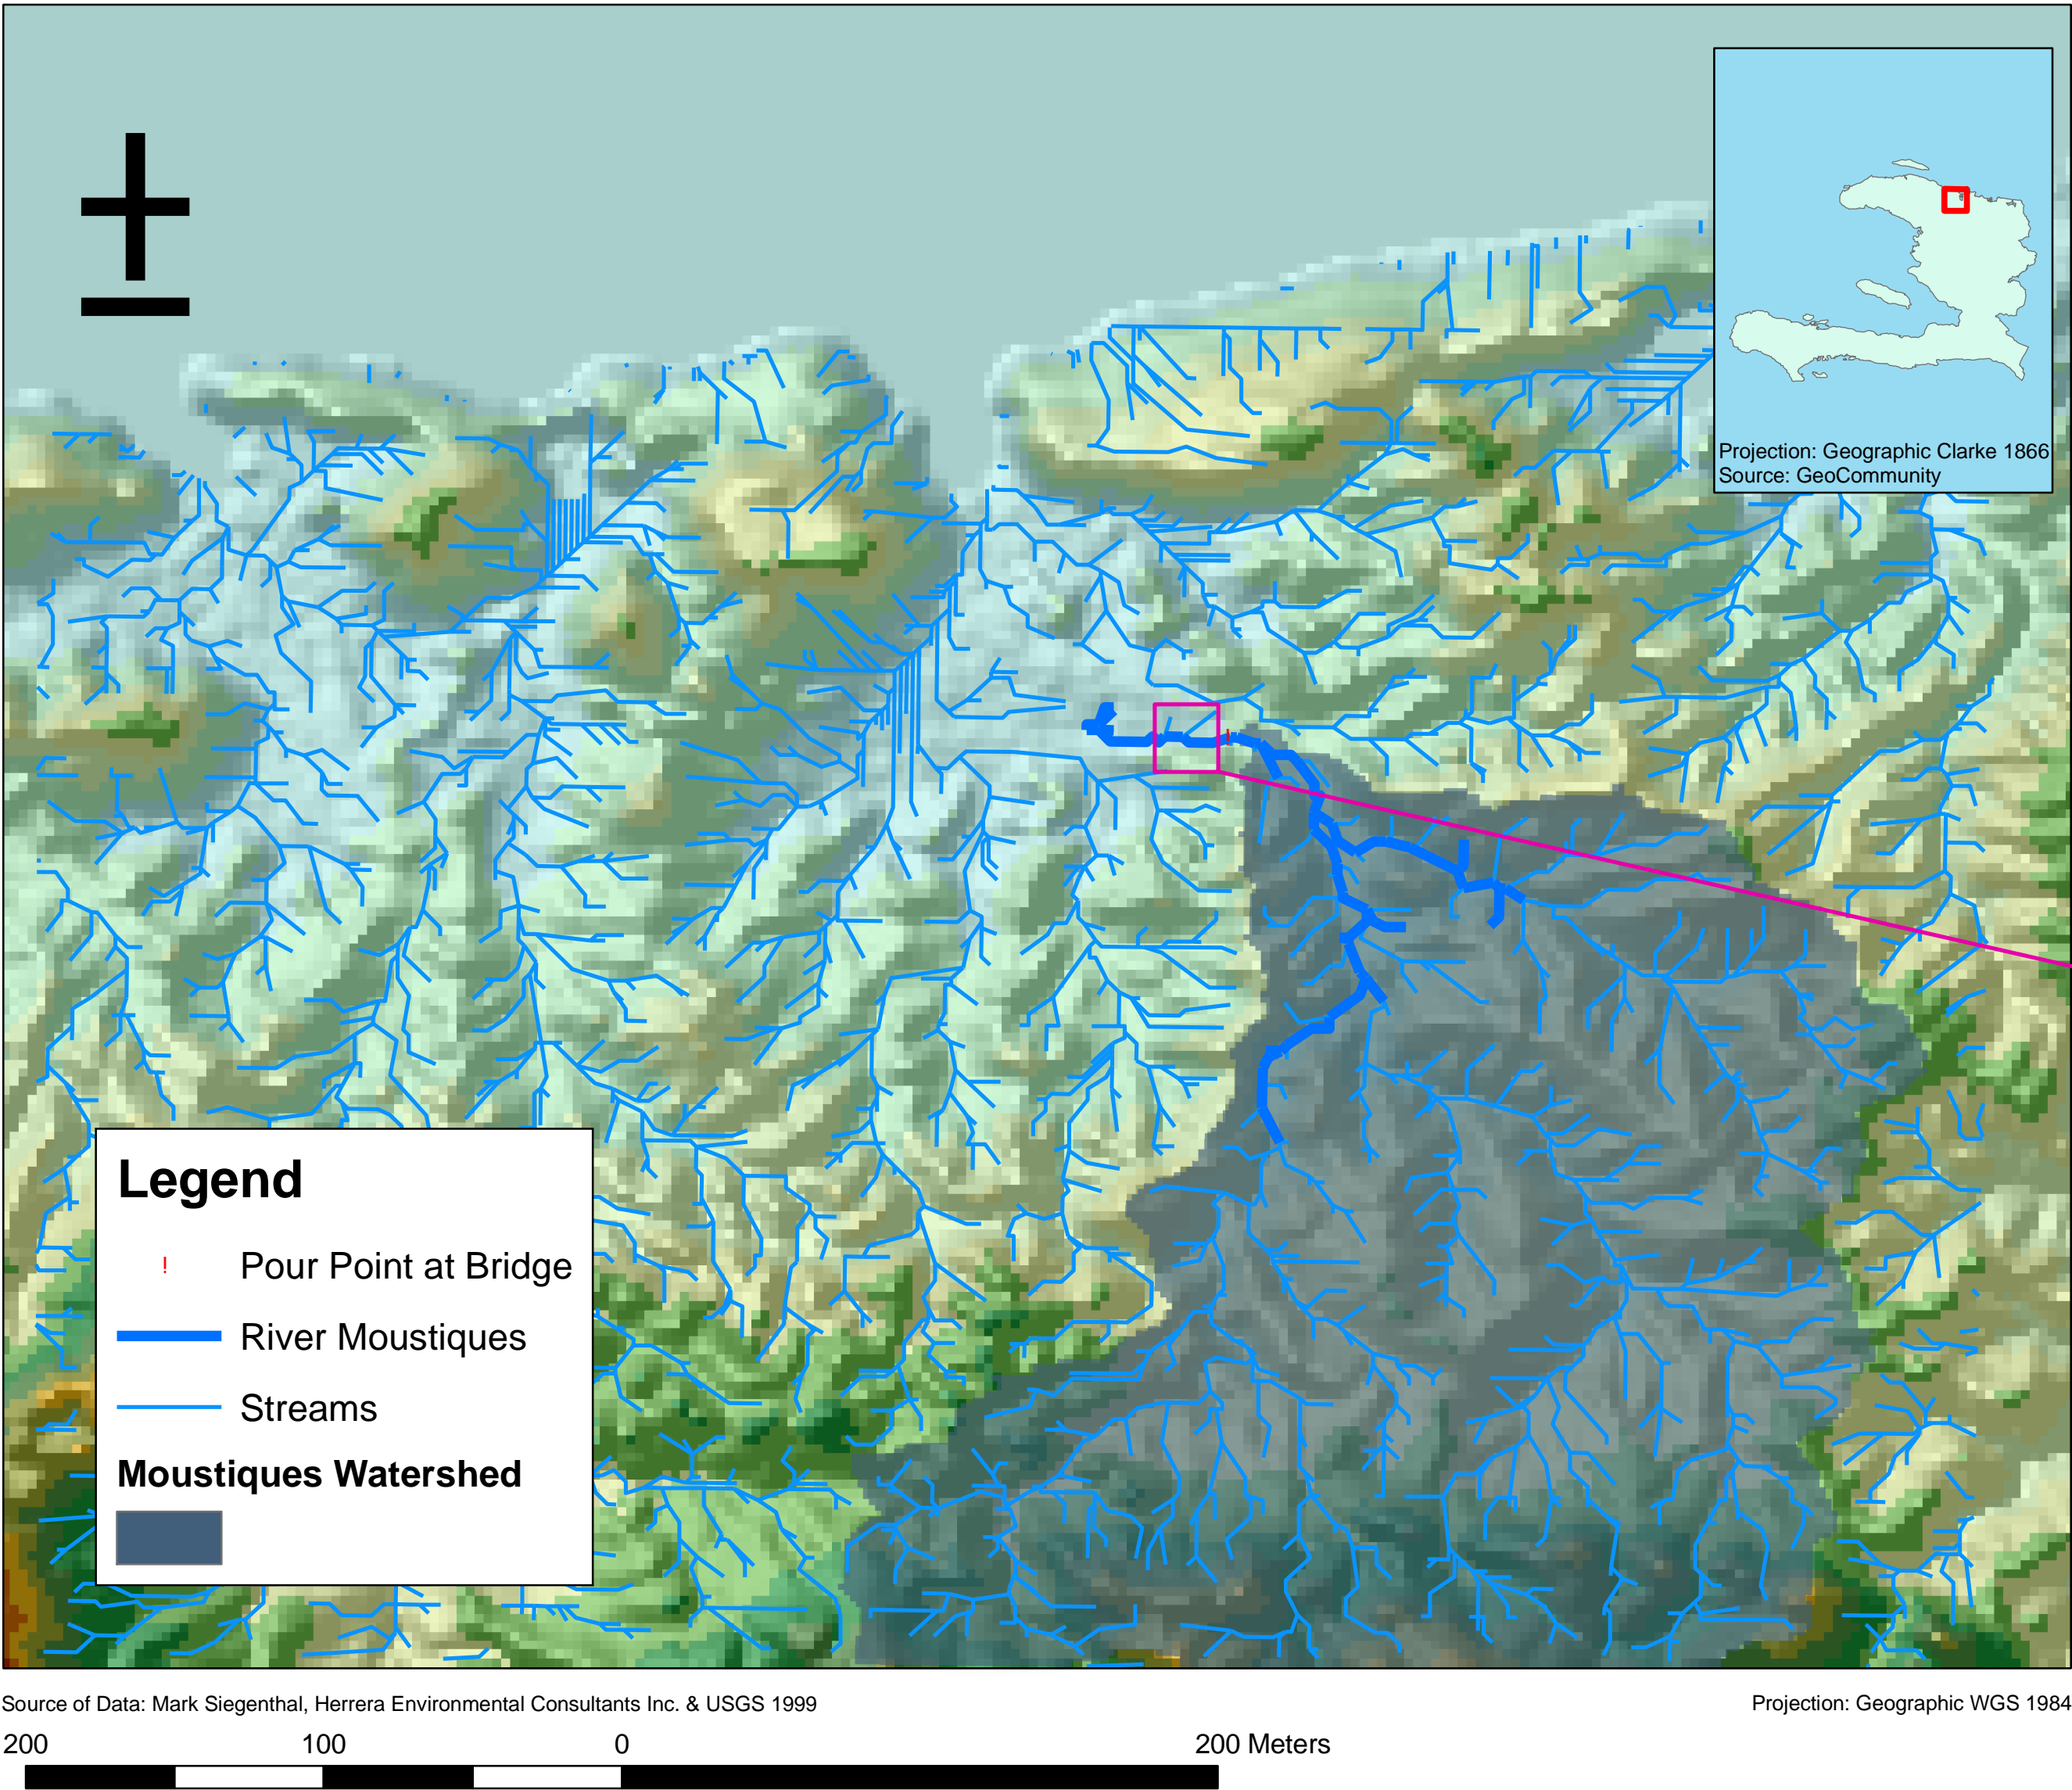 Projection: Geographic Clarke 1866
Source: GeoCommunity
Legend
! Pour Point at Bridge
River Moustiques
Streams
Moustiques Watershed
Source of Data: Mark Siegenthal, Herrera Environmental Consultants Inc. & USGS 1999
Projection: Geographic WGS 1984
200 100 0 200 Meters